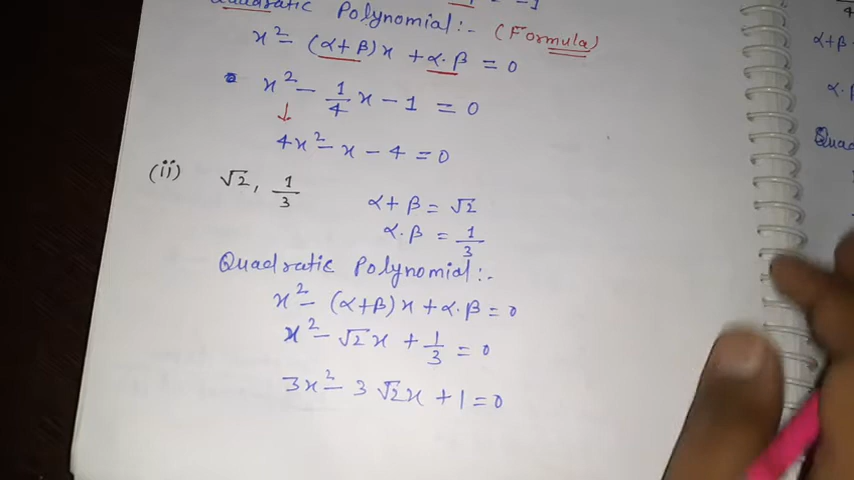 Quadratic Polynomial:- (Formula)
x² - (α+β)x + α.β = 0
x² - 1/4 x - 1 = 0
↓
4x² - x - 4 = 0
(ii) √2, 1/3
α+β = √2
α.β = 1/3
Quadratic Polynomial:-
x² - (α+β)x + α.β = 0
x² - √2x + 1/3 = 0
3x² - 3√2x + 1 = 0
α+β
α.β
Quad